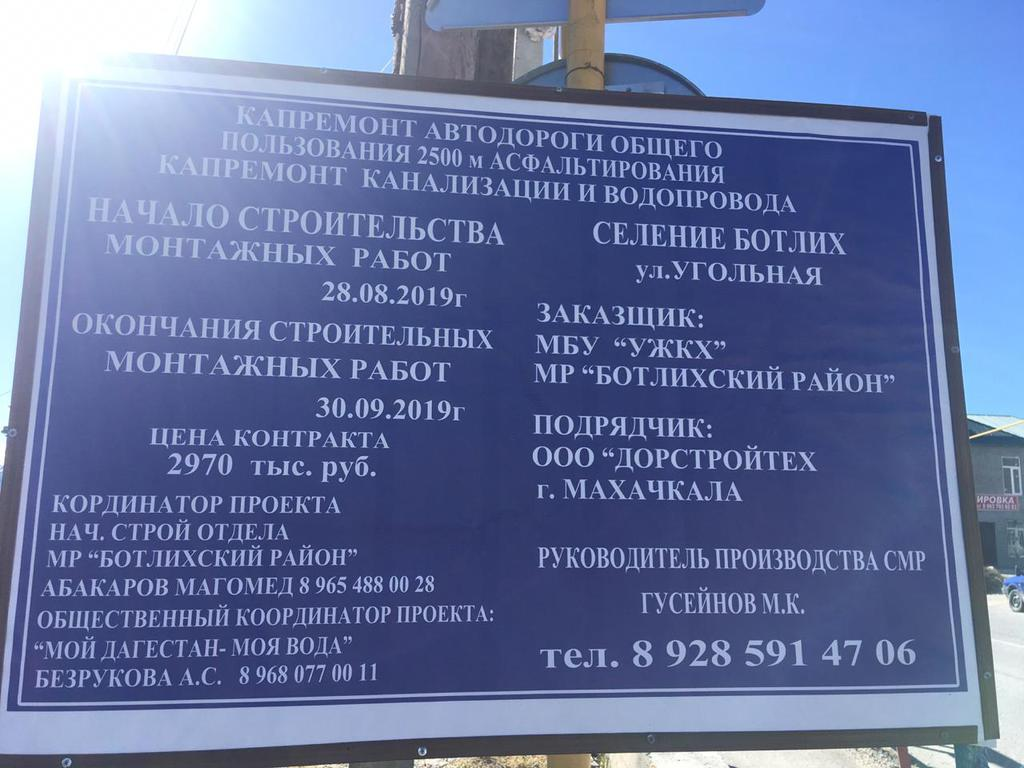 КАПРЕМОНТ АВТОДОРОГИ ОБЩЕГО
ПОЛЬЗОВАНИЯ 2500 м АСФАЛЬТИРОВАНИЯ
КАПРЕМОНТ КАНАЛИЗАЦИИ И ВОДОПРОВОДА
НАЧАЛО СТРОИТЕЛЬСТВА
МОНТАЖНЫХ РАБОТ
28.08.2019г
ОКОНЧАНИЯ СТРОИТЕЛЬНЫХ
МОНТАЖНЫХ РАБОТ
30.09.2019г
ЦЕНА КОНТРАКТА
2970 тыс. руб.
КОРДИНАТОР ПРОЕКТА
НАЧ. СТРОЙ ОТДЕЛА
МР “БОТЛИХСКИЙ РАЙОН”
АБАКАРОВ МАГОМЕД 8 965 488 00 28
ОБЩЕСТВЕННЫЙ КООРДИНАТОР ПРОЕКТА:
“МОЙ ДАГЕСТАН- МОЯ ВОДА”
БЕЗРУКОВА А.С. 8 968 077 00 11
СЕЛЕНИЕ БОТЛИХ
ул.УГОЛЬНАЯ
ЗАКАЗЩИК:
МБУ “УЖКХ”
МР “БОТЛИХСКИЙ РАЙОН”
ПОДРЯДЧИК:
ООО “ДОРСТРОЙТЕХ
г. МАХАЧКАЛА
РУКОВОДИТЕЛЬ ПРОИЗВОДСТВА СМР
ГУСЕЙНОВ М.К.
тел. 8 928 591 47 06
ИРОВКА